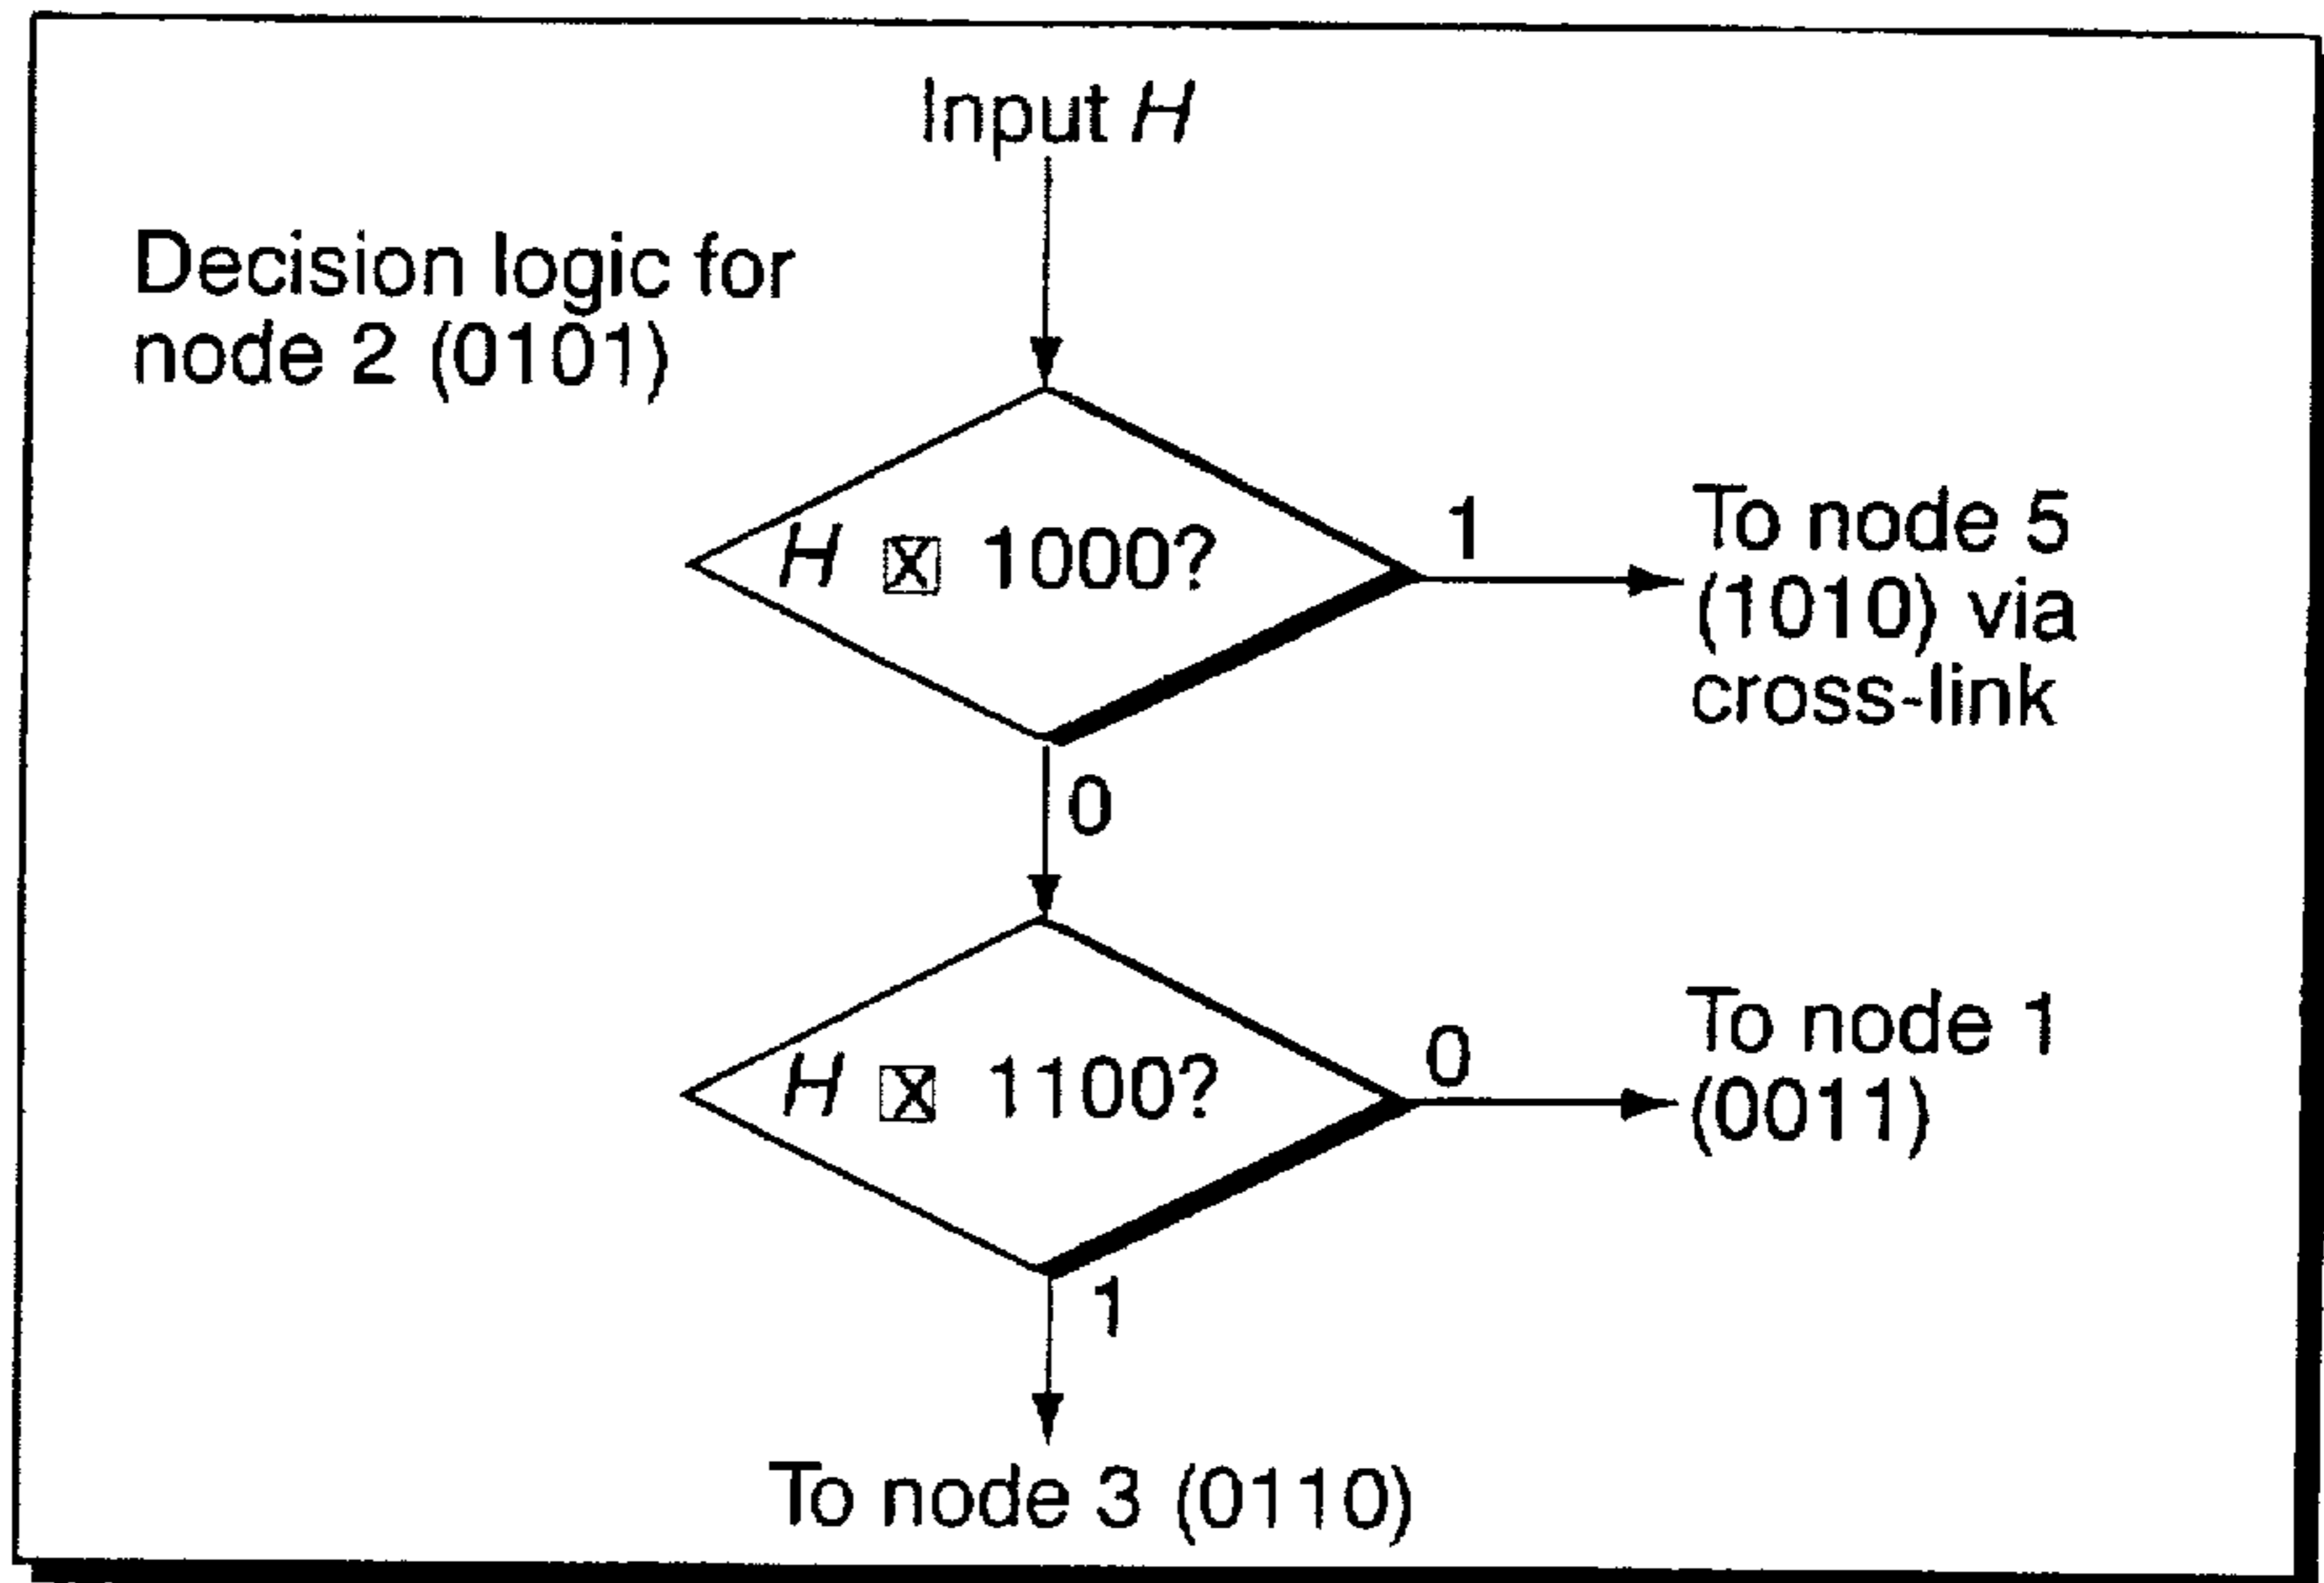 Input H
Decision logic for
node 2 (0101)
H ☒ 1000?
1
To node 5
(1010) via
cross-link
0
H ☒ 1100?
0
To node 1
(0011)
1
To node 3 (0110)